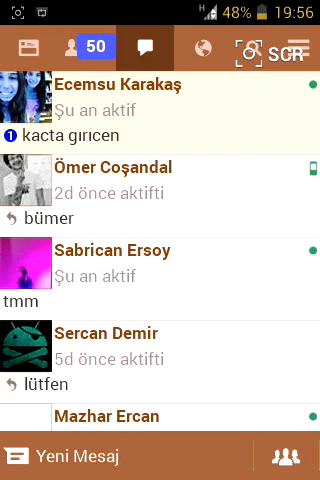 H 48% 19:56
50
SCR
Ecemsu Karakaş
Şu an aktif
1 kacta gırıcen
Ömer Coşandal
2d önce aktifti
bümer
Sabrican Ersoy
Şu an aktif
tmm
Sercan Demir
5d önce aktifti
lütfen
Mazhar Ercan
Yeni Mesaj